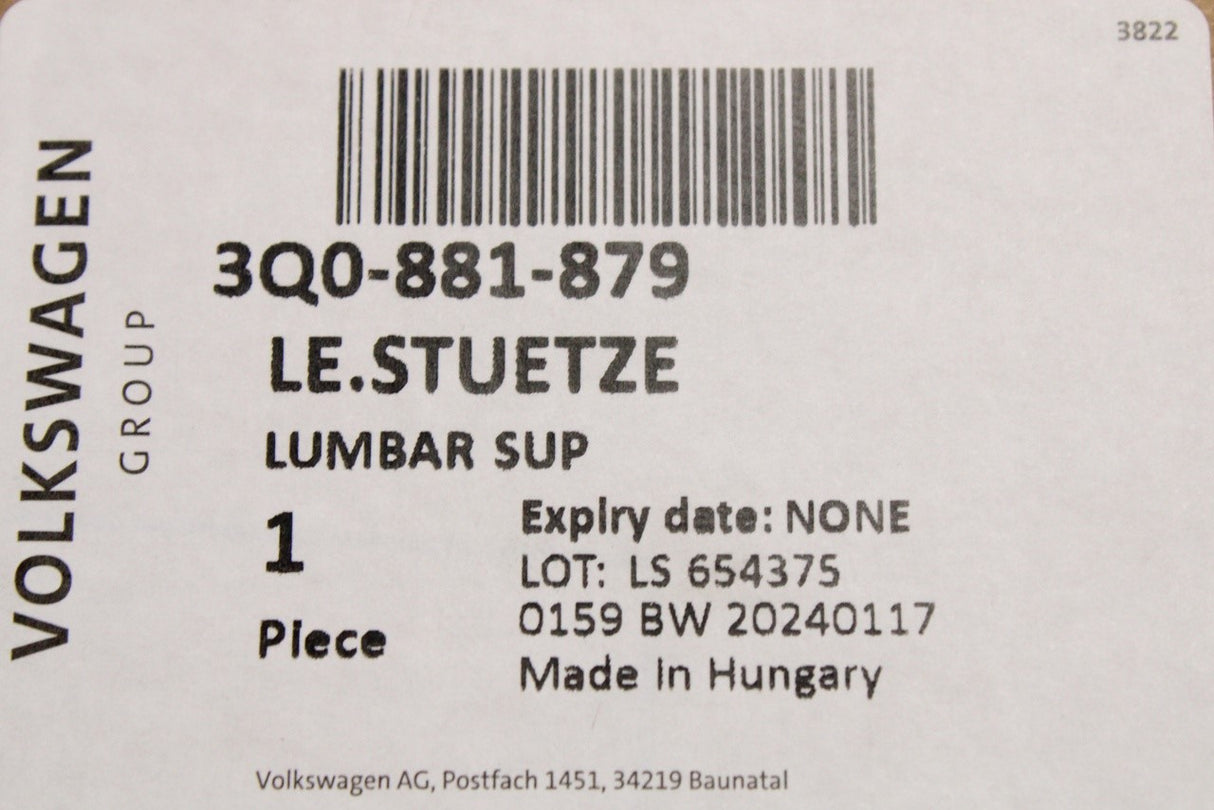 3822
VOLKSWAGEN
GROUP
3Q0-881-879
LE.STUETZE
LUMBAR SUP
1
Piece
Expiry date: NONE
LOT: LS 654375
0159 BW 20240117
Made In Hungary
Volkswagen AG, Postfach 1451, 34219 Baunatal